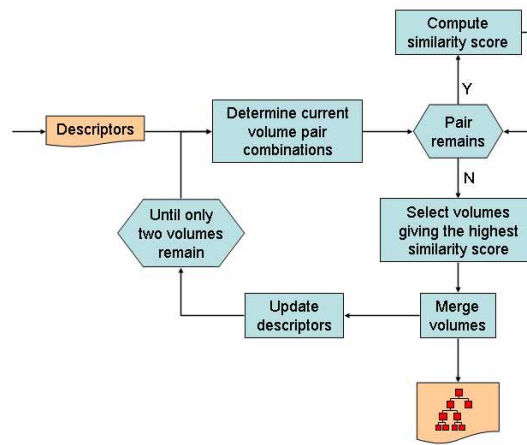 Compute
similarity score
Y
Descriptors
Determine current
volume pair
combinations
Pair
remains
N
Until only
two volumes
remain
Select volumes
giving the highest
similarity score
Update
descriptors
Merge
volumes